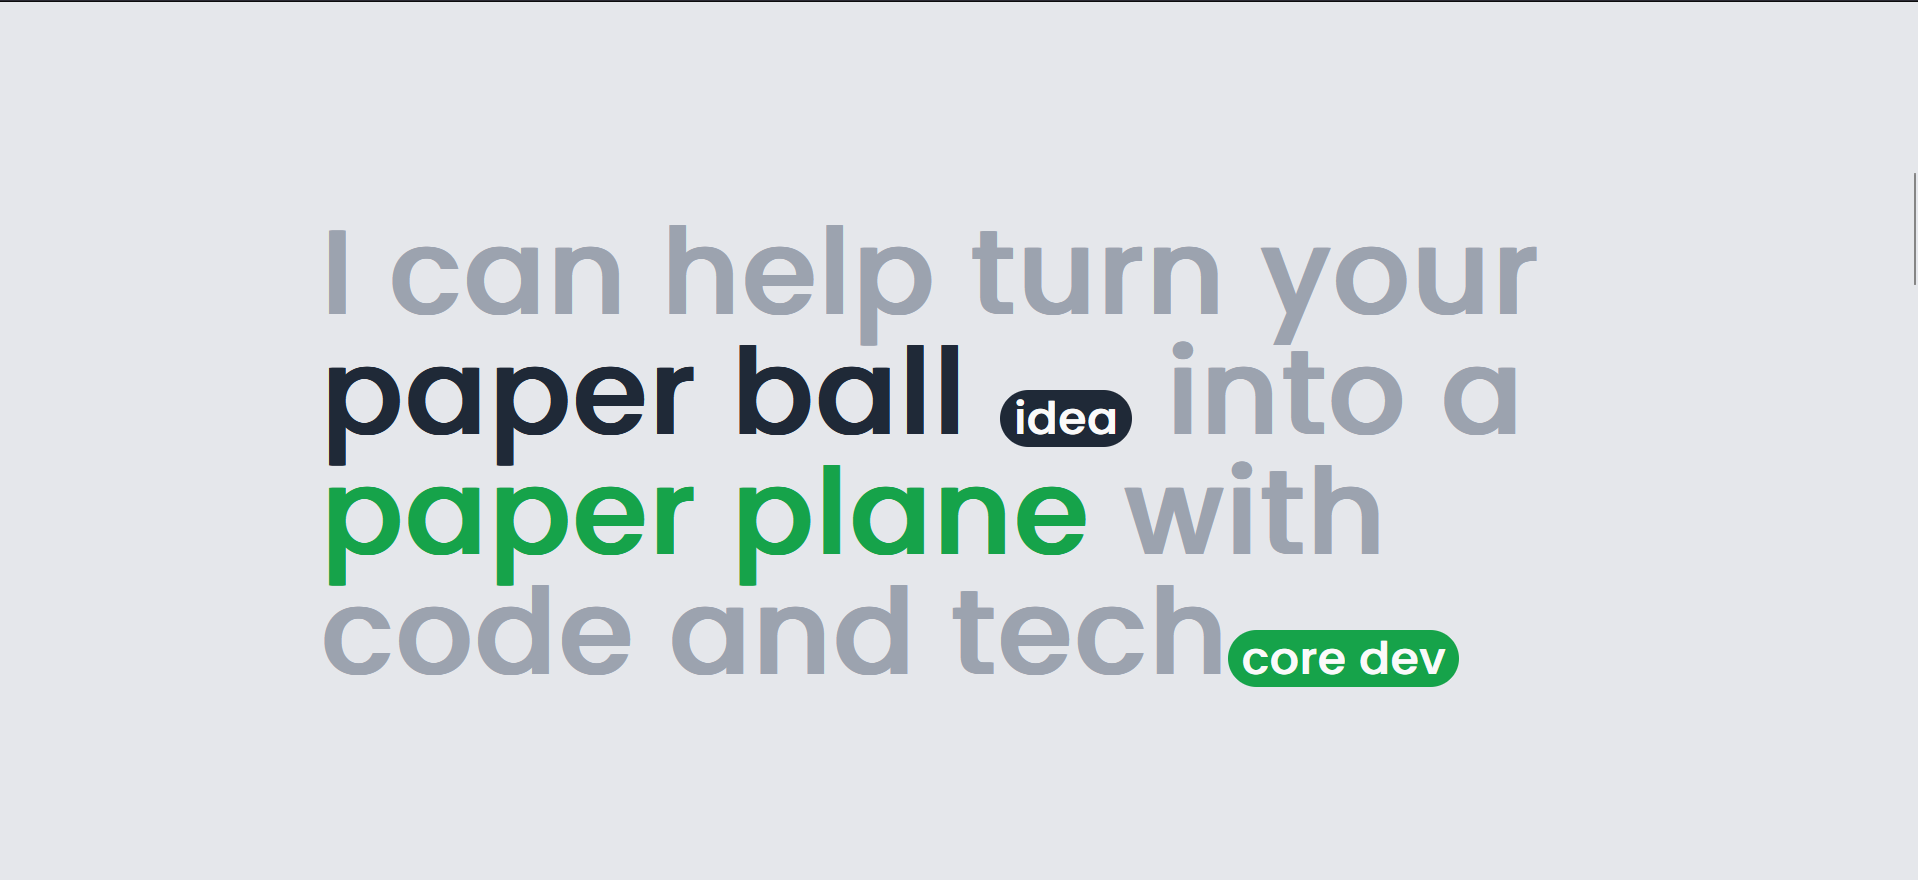 I can help turn your
paper ball idea into a
paper plane with
code and tech core dev